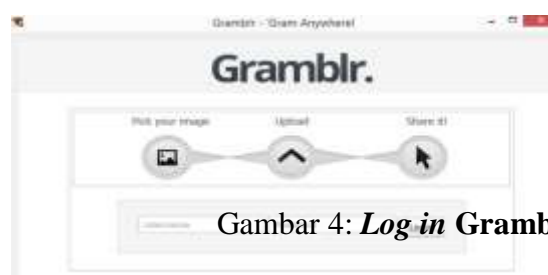 Gramblr - 'Gram Anywhere!
Gramblr.
Pick your image Upload Share it!
Gambar 4: Log in Gramb